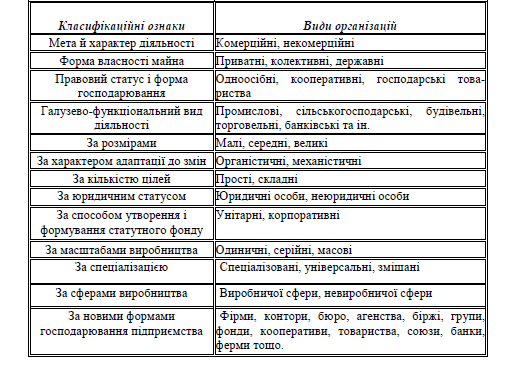 Класифікаційні ознаки	Види організацій
Мета й характер діяльності	Комерційні, некомерційні
Форма власності майна	Приватні, колективні, державні
Правовий статус і форма	Одноосібні, кооперативні, господарські това-
господарювання	риства
Галузево-функціональний вид	Промислові, сільськогосподарські, будівельні,
діяльності	торговельні, банківські та ін.
За розмірами	Малі, середні, великі
За характером адаптації до змін	Органістичні, механістичні
За кількістю цілей	Прості, складні
За юридичним статусом	Юридичні особи, неюридичні особи
За способом утворення і	Унітарні, корпоративні
формування статутного фонду
За масштабами виробництва	Одиничні, серійні, масові
За спеціалізацією	Спеціалізовані, універсальні, змішані
За сферами виробництва	Виробничої сфери, невиробничої сфери
За новими формами	Фірми, контори, бюро, агенства, біржі, групи,
господарювання підприємства	фонди, кооперативи, товариства, союзи, банки,
ферми тощо.